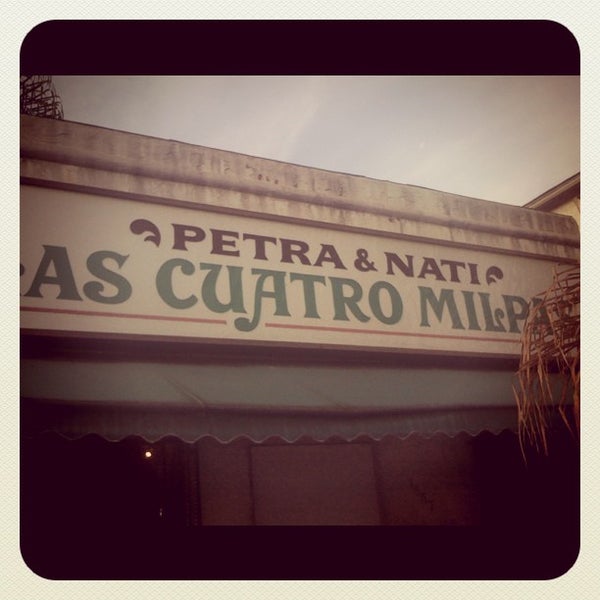 PETRA & NATI
AS CUATRO MILP